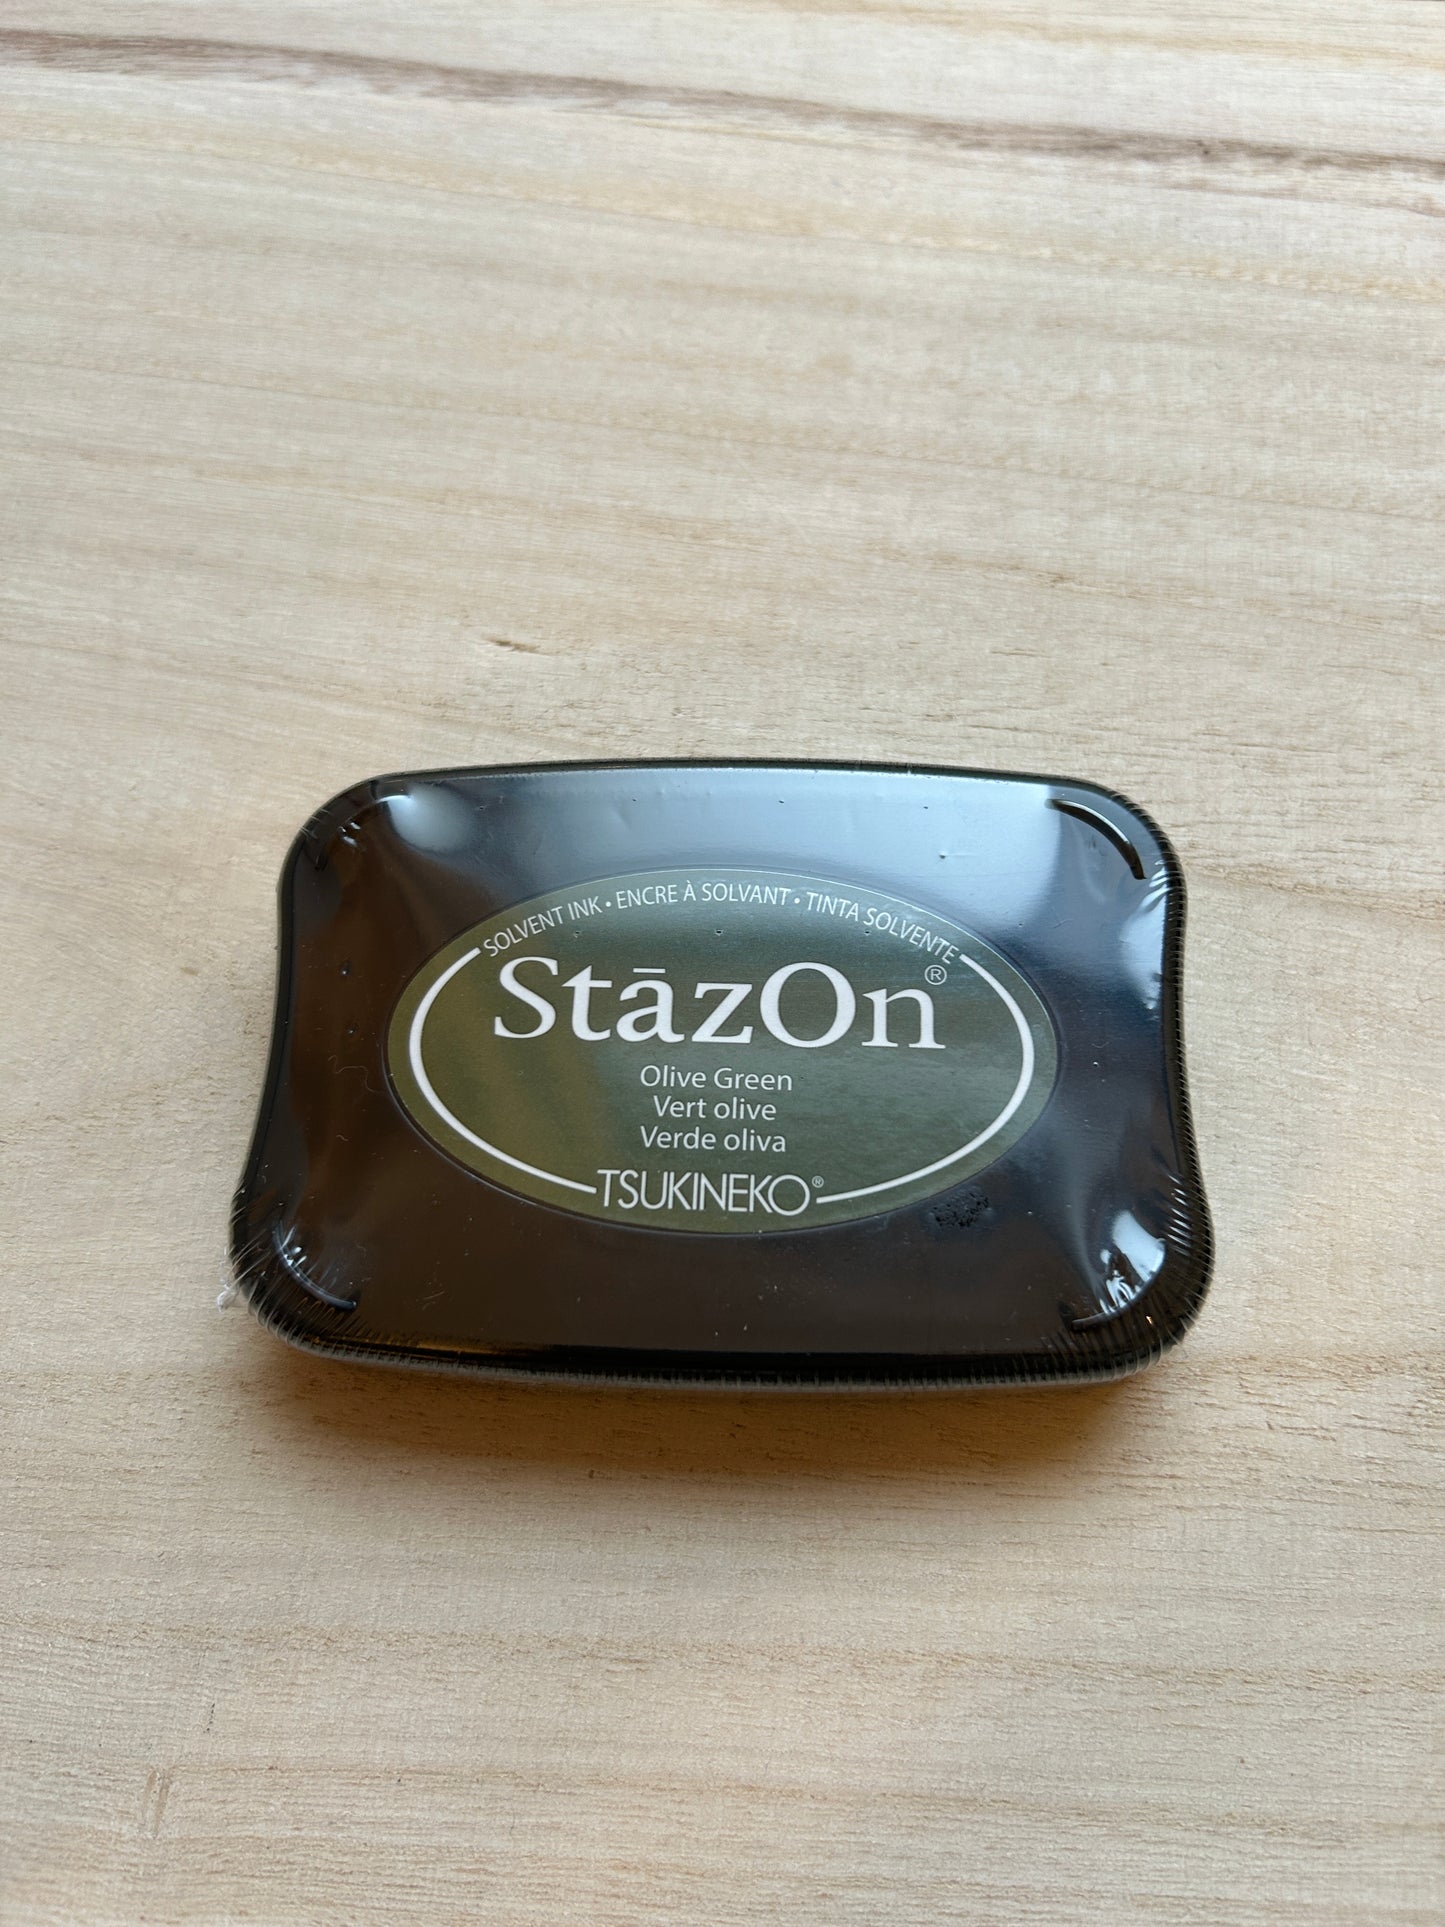 SOLVENT INK • ENCRE À SOLVANT • TINTA SOLVENTE
StāzOn®
Olive Green
Vert olive
Verde oliva
TSUKINEKO®